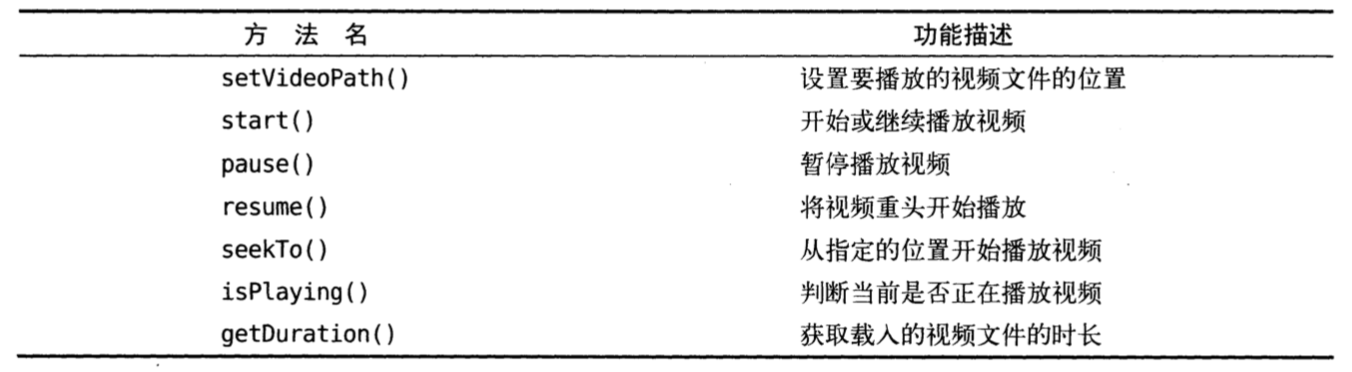 方 法 名 功能描述
setVideoPath() 设置要播放的视频文件的位置
start() 开始或继续播放视频
pause() 暂停播放视频
resume() 将视频重头开始播放
seekTo() 从指定的位置开始播放视频
isPlaying() 判断当前是否正在播放视频
getDuration() 获取载入的视频文件的时长